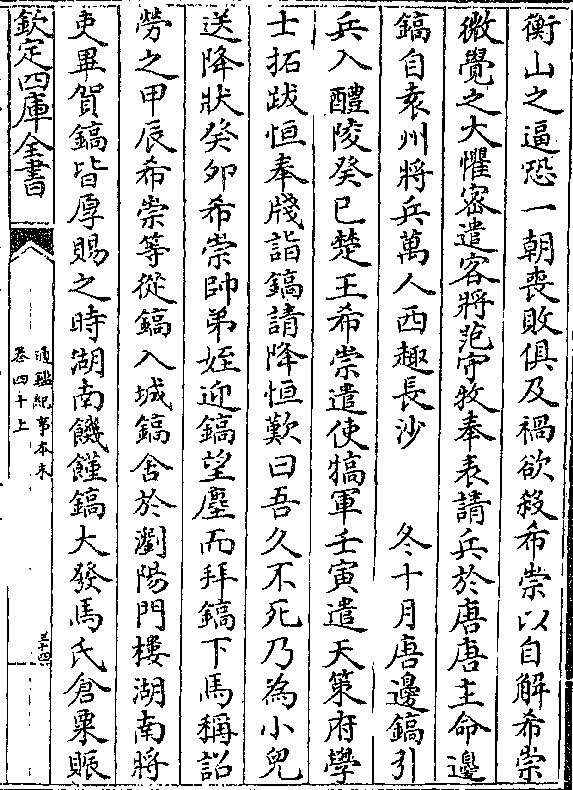 衡山之逼恐一朝喪敗俱及禍欲殺希崇以自解希崇
微覺之大懼密遣客將范守牧奉表請兵於唐唐主命邊
鎬自袁州將兵萬人西趣長沙　冬十月唐邊鎬引
兵入醴陵癸巳楚王希崇遣使犒軍壬寅遣天策府學
士拓跋恒奉牋詣鎬請降恒歎曰吾久不死乃為小兒
送降狀癸卯希崇帥弟姪迎鎬望塵而拜鎬下馬稱詔
勞之甲辰希崇等從鎬入城鎬舍於瀏陽門樓湖南將
吏畢賀鎬皆厚賜之時湖南饑饉鎬大發馬氏倉粟賑
欽定四庫全書
通鑑紀事本末
卷四十上
三十四